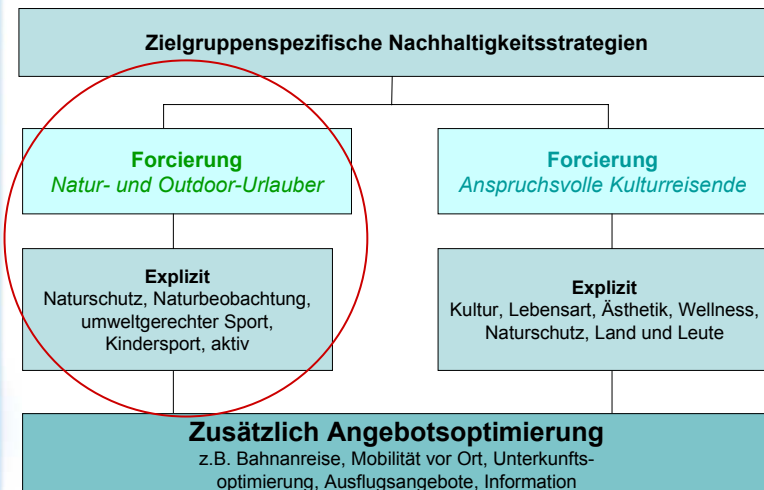 Zielgruppenspezifische Nachhaltigkeitsstrategien
Forcierung
Natur- und Outdoor-Urlauber
Forcierung
Anspruchsvolle Kulturreisende
Explizit
Naturschutz, Naturbeobachtung,
umweltgerechter Sport,
Kindersport, aktiv
Explizit
Kultur, Lebensart, Ästhetik, Wellness,
Naturschutz, Land und Leute
Zusätzlich Angebotsoptimierung
z.B. Bahnanreise, Mobilität vor Ort, Unterkunfts-
optimierung, Ausflugsangebote, Information